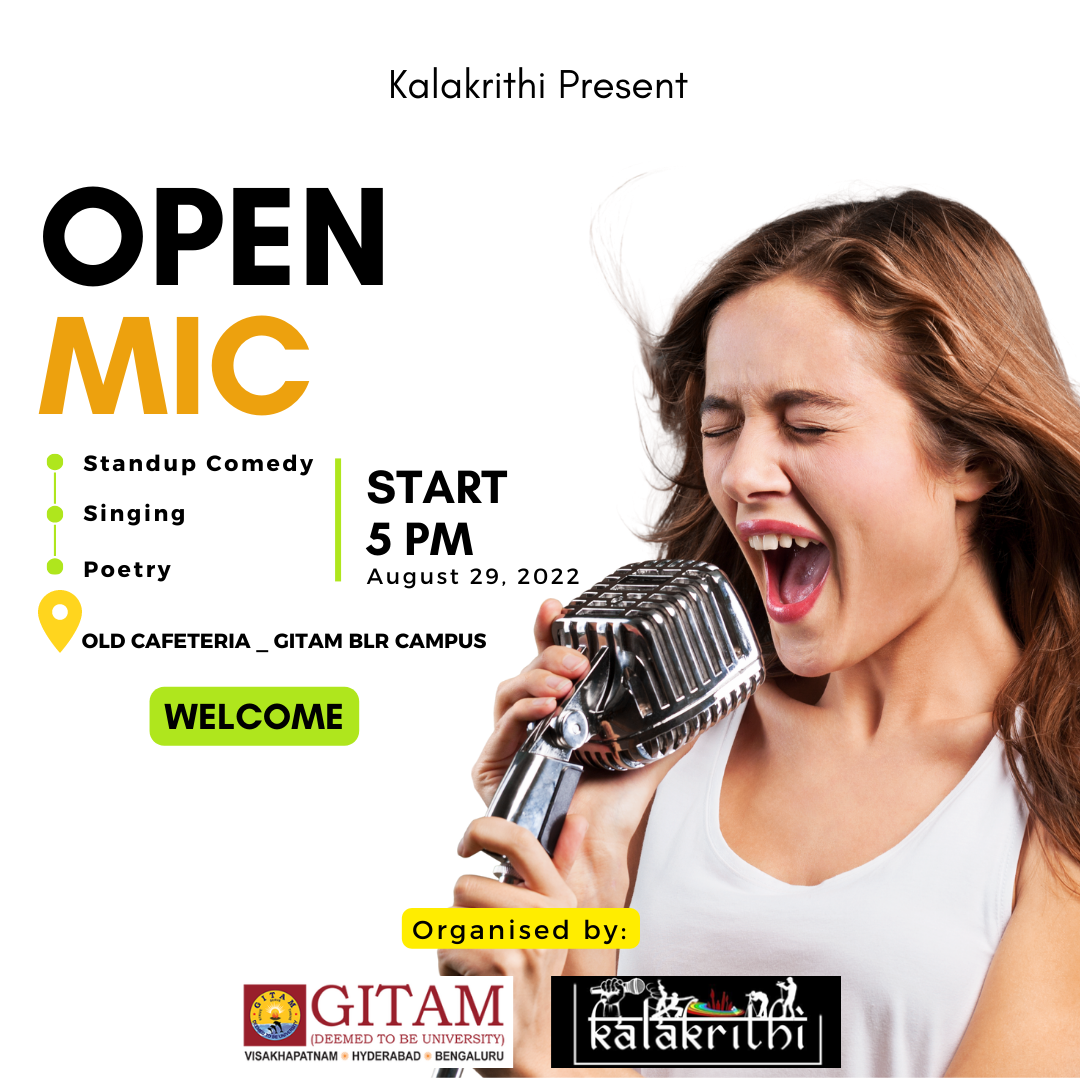 Kalakrithi Present
OPEN
MIC
Standup Comedy
Singing
Poetry
START
5 PM
August 29, 2022
OLD CAFETERIA _ GITAM BLR CAMPUS
WELCOME
Organised by:
GITAM
GITAM
(DEEMED TO BE UNIVERSITY)
VISAKHAPATNAM HYDERABAD BENGALURU
kalakrithi